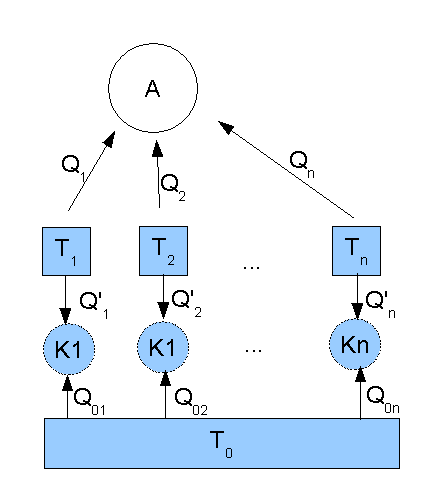 A
Q1 Q2 Qn
T1 T2 ... Tn
Q'1 Q'2 Q'n
K1 K1 ... Kn
Q01 Q02 Q0n
T0